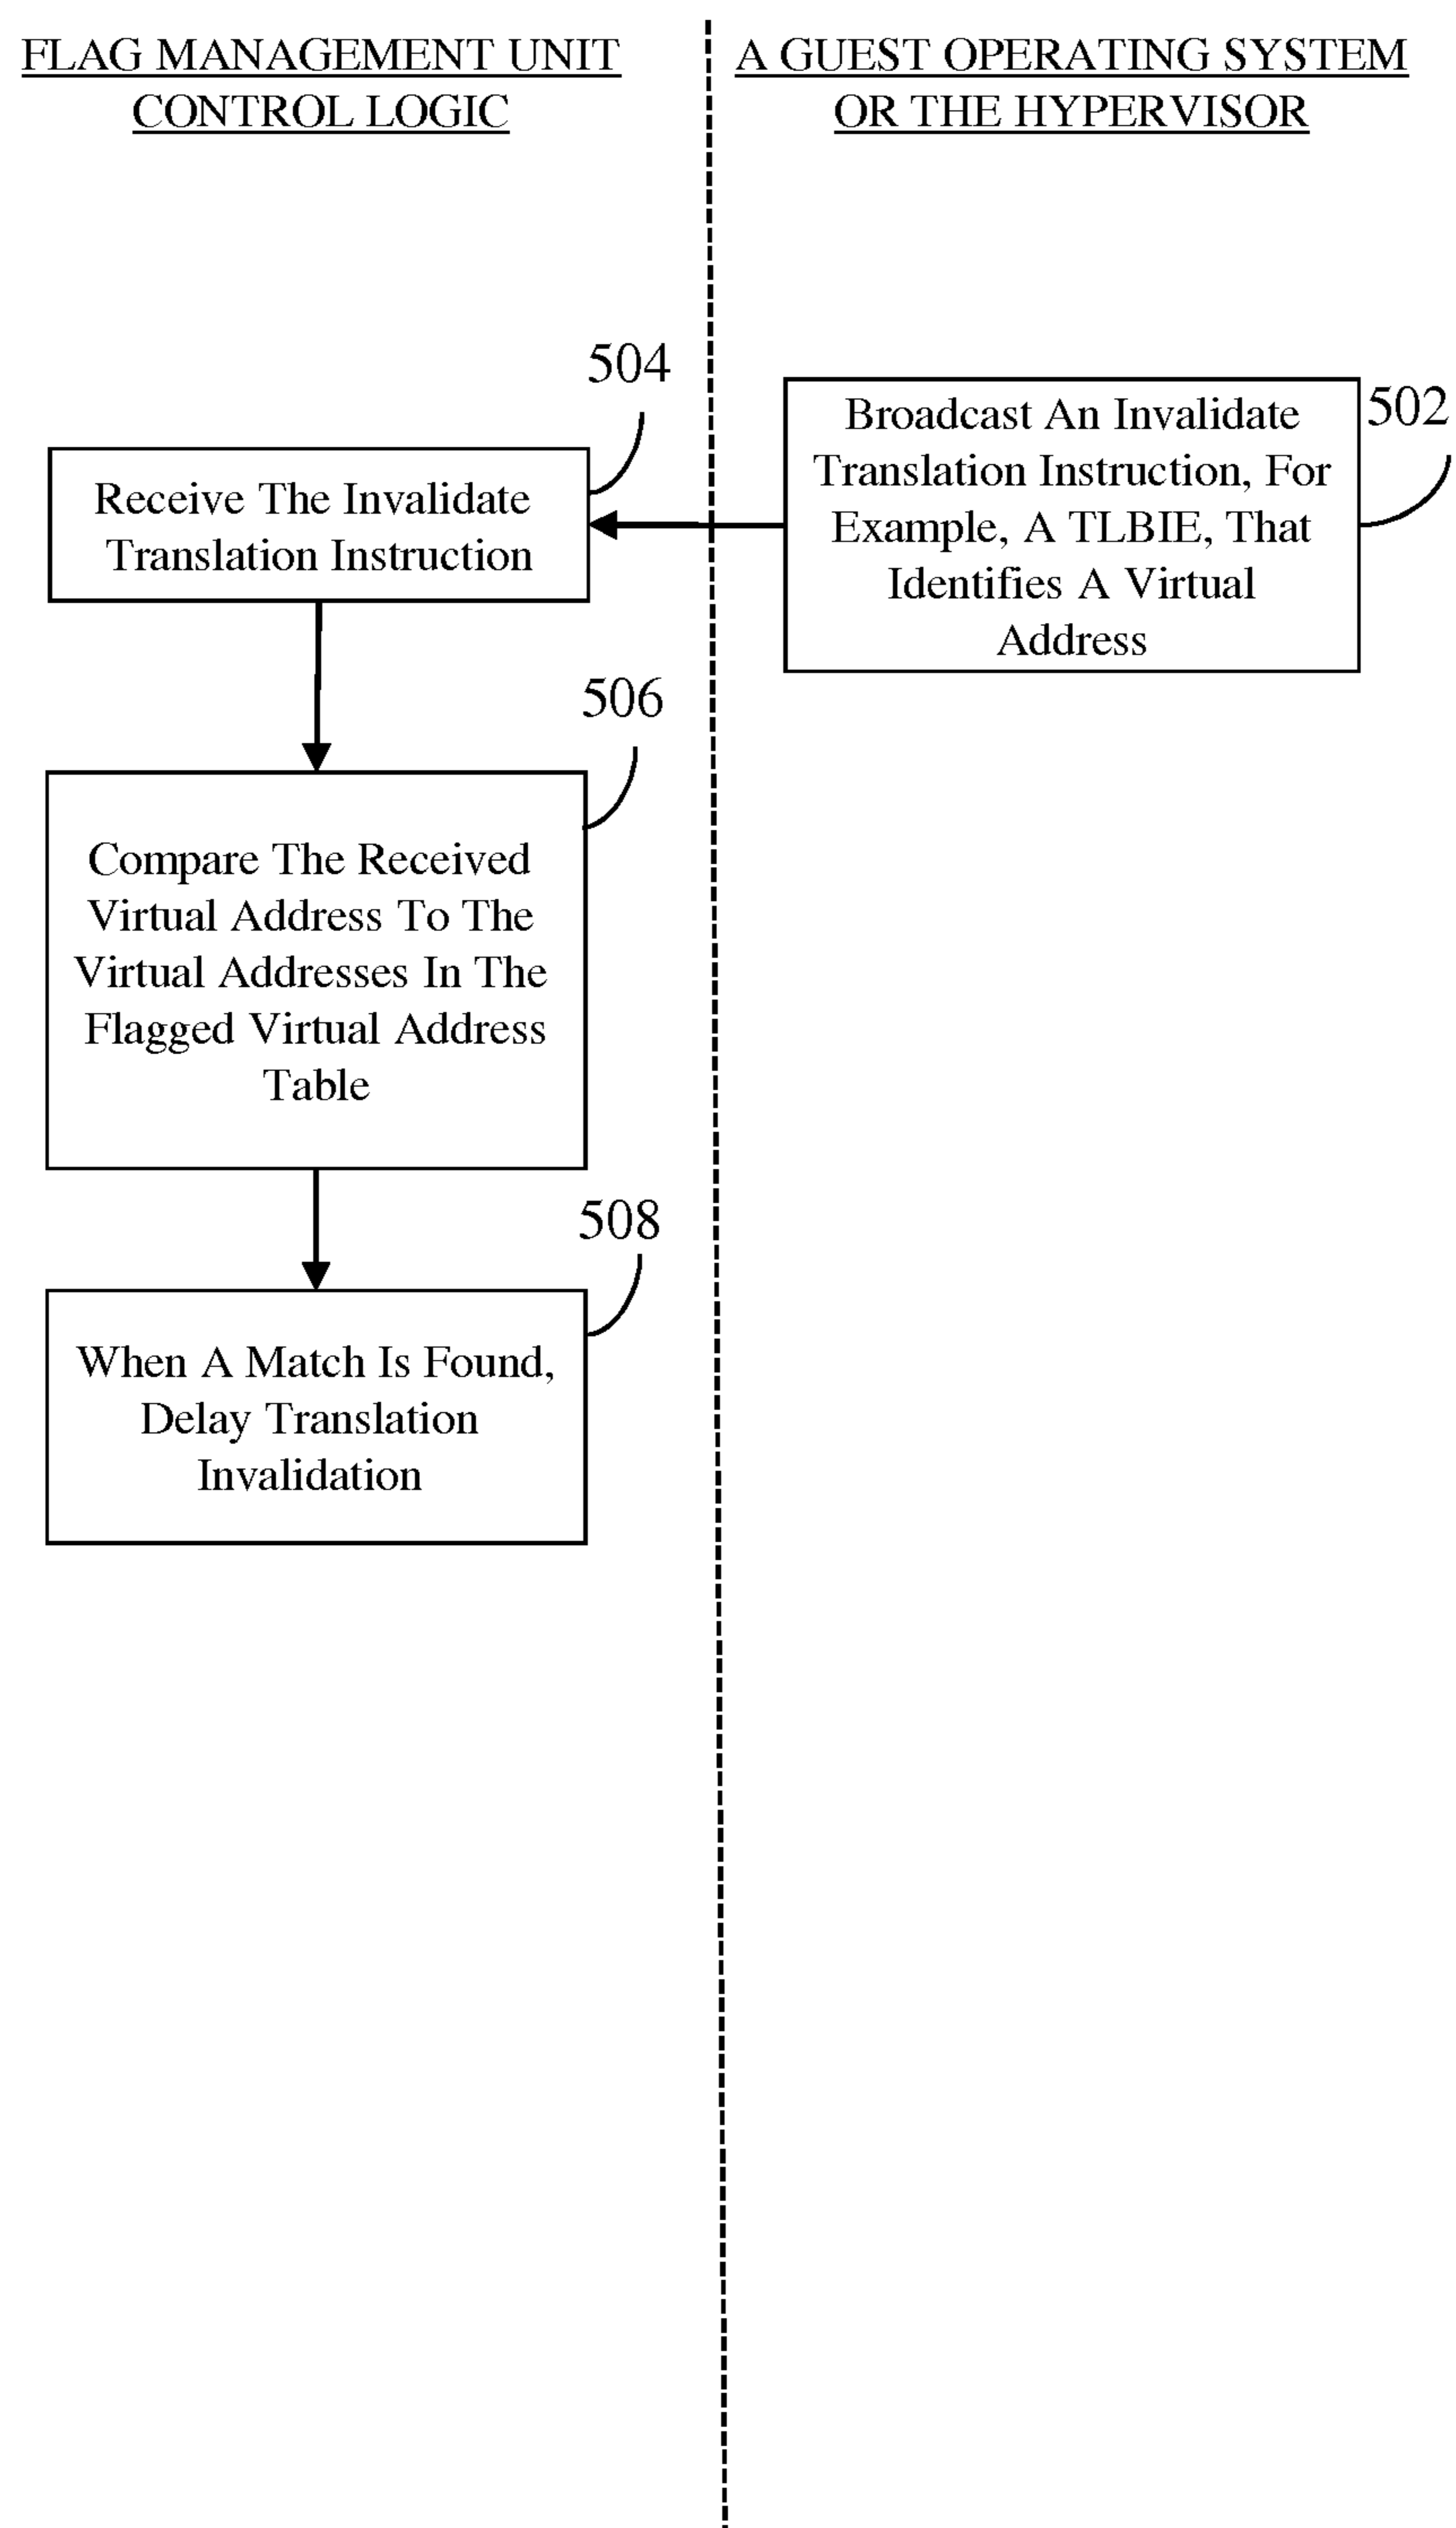 FLAG MANAGEMENT UNIT
CONTROL LOGIC
A GUEST OPERATING SYSTEM
OR THE HYPERVISOR
502
Broadcast An Invalidate
Translation Instruction, For
Example, A TLBIE, That
Identifies A Virtual
Address
504
Receive The Invalidate
Translation Instruction
506
Compare The Received
Virtual Address To The
Virtual Addresses In The
Flagged Virtual Address
Table
508
When A Match Is Found,
Delay Translation
Invalidation